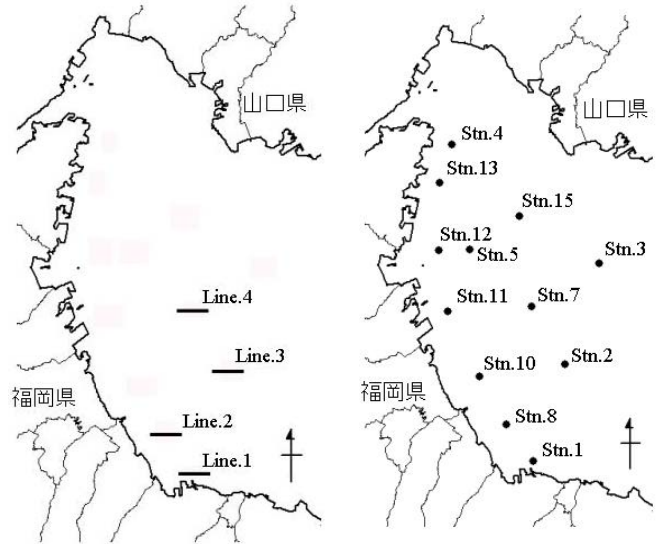 山口県
Line.4
Line.3
福岡県
Line.2
Line.1
山口県
Stn.4
Stn.13
Stn.15
Stn.12
Stn.5
Stn.3
Stn.11
Stn.7
Stn.10
Stn.2
福岡県
Stn.8
Stn.1